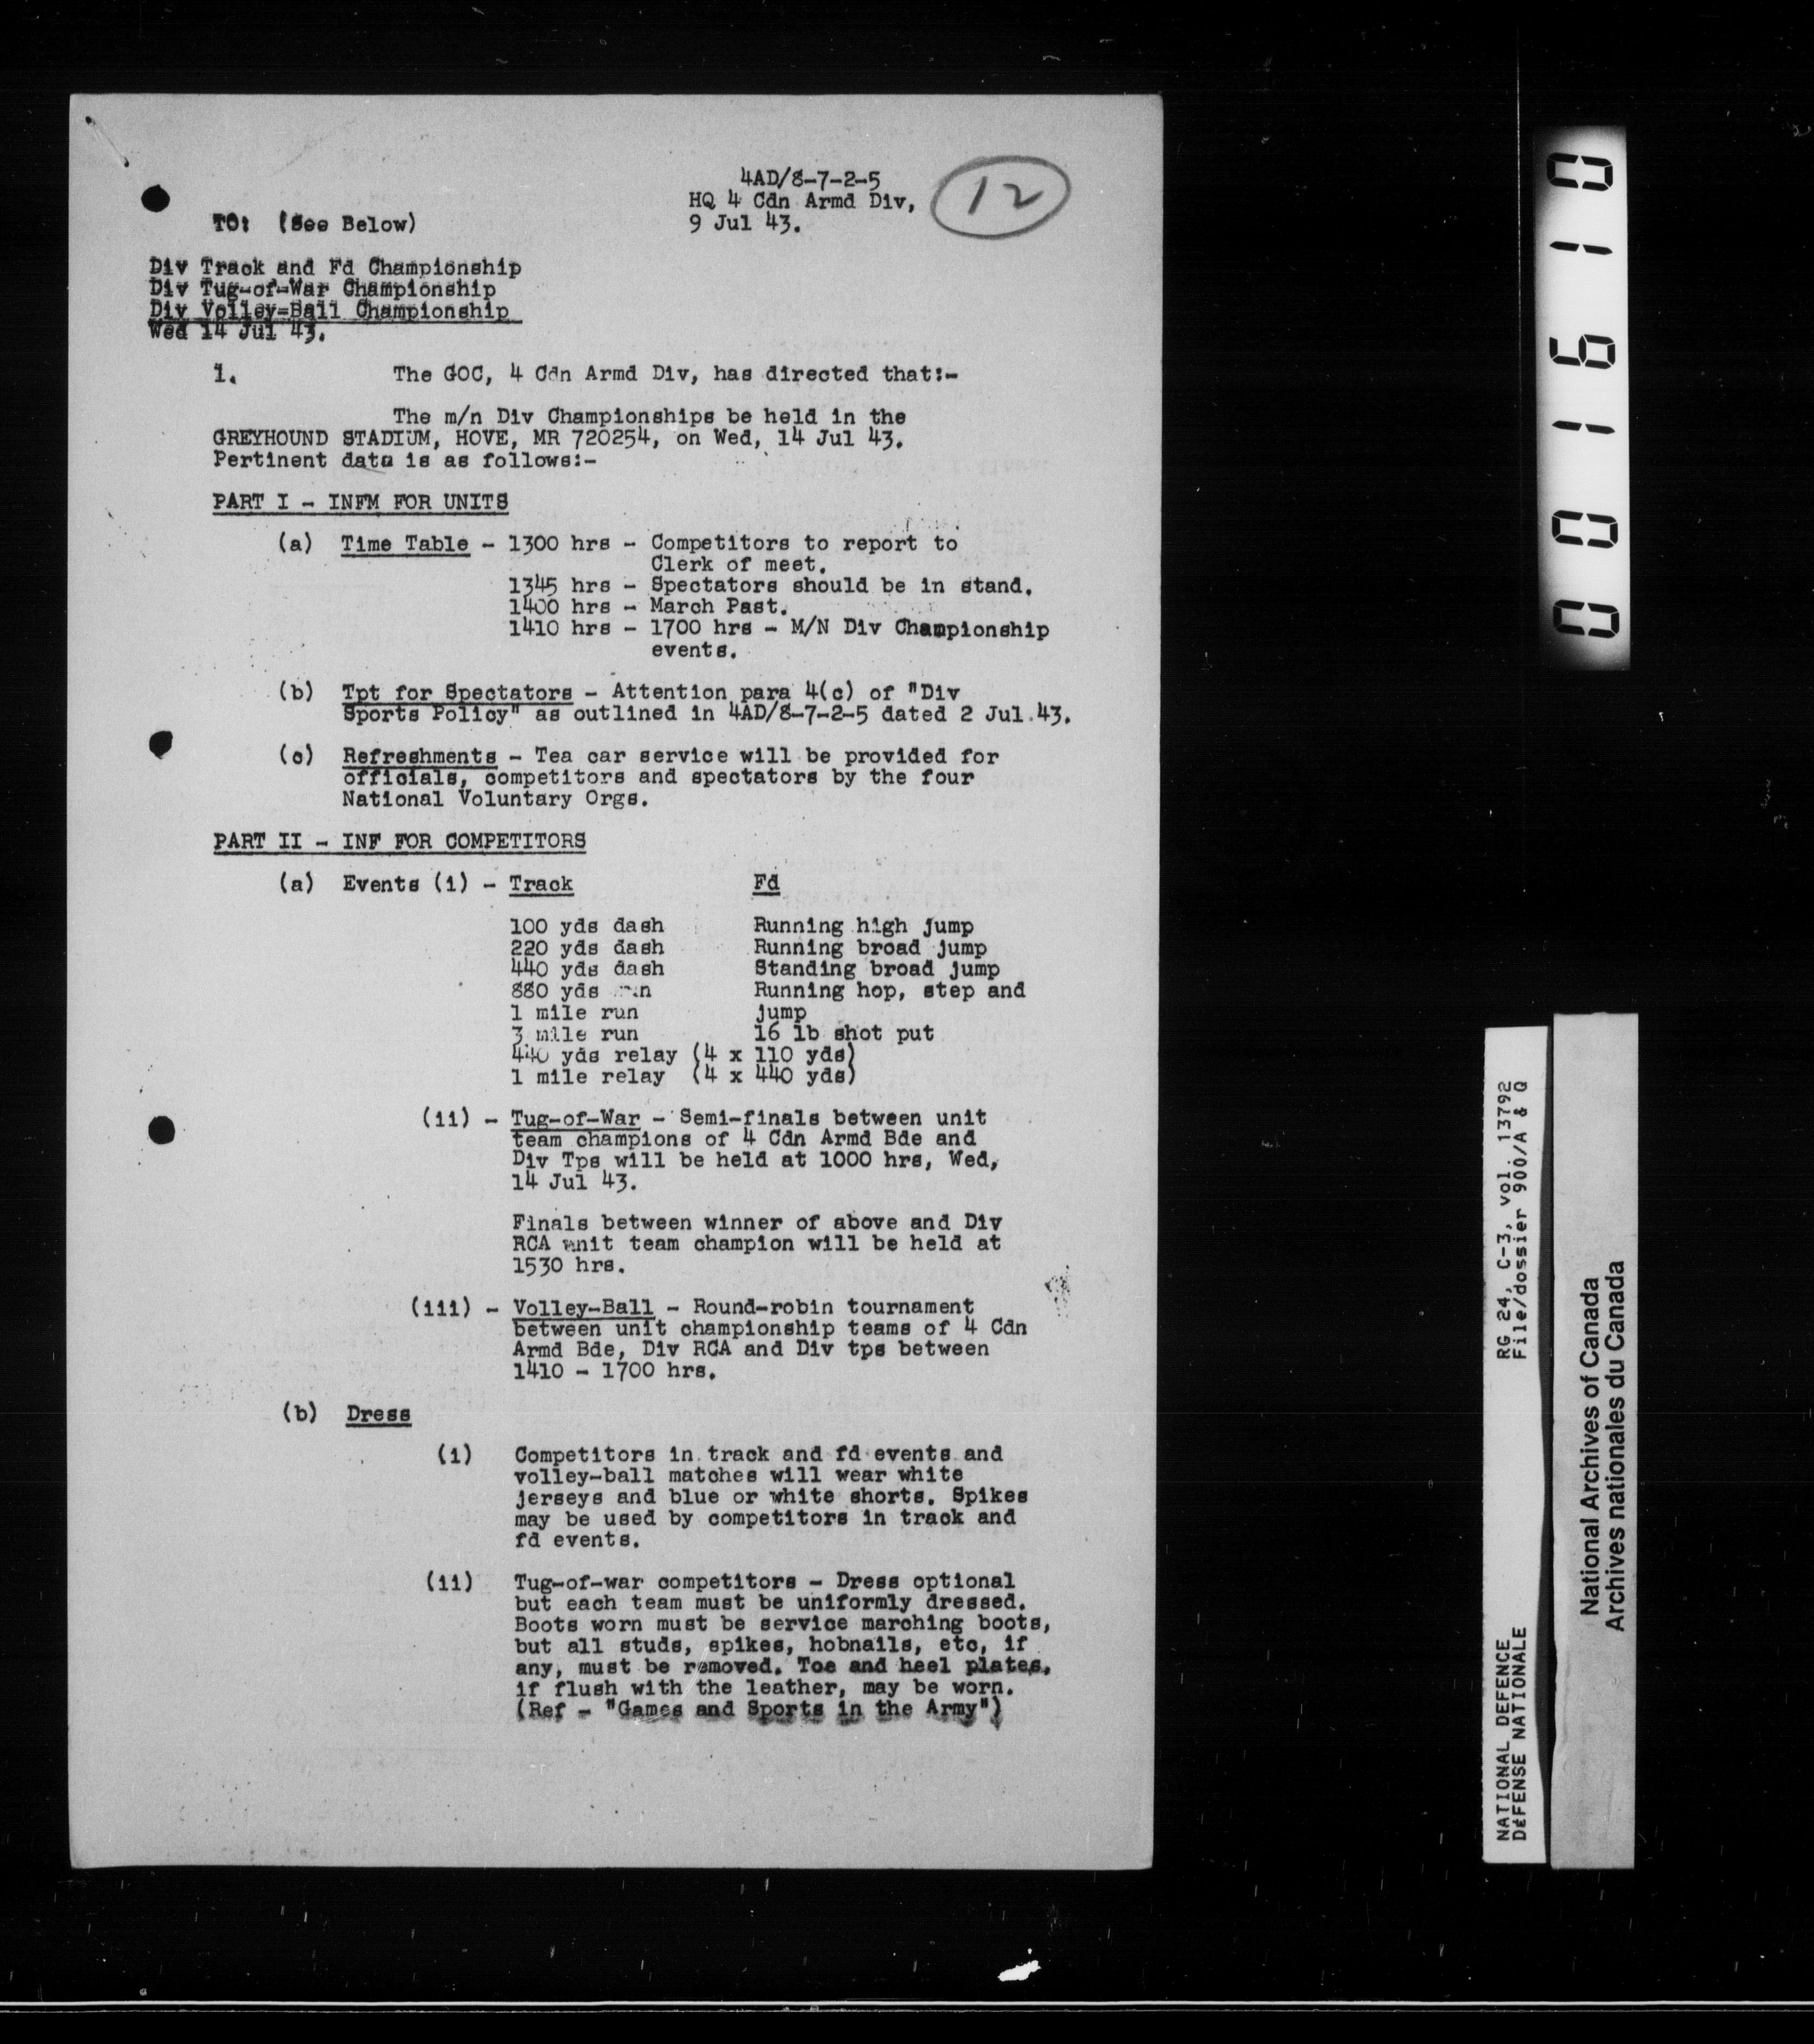 4AD/8-7-2-5
HQ 4 Cdn Armd Div,
9 Jul 43.
12
TO: (See Below)
Div Track and Fd Championship
Div Tug-of-War Championship
Div Volley-Ball Championship
Wed 14 Jul 43.
1. The GOC, 4 Cdn Armd Div, has directed that:-
The m/n Div Championships be held in the
GREYHOUND STADIUM, HOVE, MR 720254, on Wed, 14 Jul 43.
Pertinent data is as follows:-
PART I - INFM FOR UNITS
(a) Time Table - 1300 hrs - Competitors to report to
Clerk of meet.
1345 hrs - Spectators should be in stand.
1400 hrs - March Past.
1410 hrs - 1700 hrs - M/N Div Championship
events.
(b) Tpt for Spectators - Attention para 4(c) of "Div
Sports Policy" as outlined in 4AD/8-7-2-5 dated 2 Jul 43.
(c) Refreshments - Tea car service will be provided for
officials, competitors and spectators by the four
National Voluntary Orgs.
PART II - INF FOR COMPETITORS
(a) Events (i) - Track Fd
100 yds dash Running high jump
220 yds dash Running broad jump
440 yds dash Standing broad jump
880 yds run Running hop, step and
1 mile run jump
3 mile run 16 lb shot put
440 yds relay (4 x 110 yds)
1 mile relay (4 x 440 yds)
(ii) - Tug-of-War - Semi-finals between unit
team champions of 4 Cdn Armd Bde and
Div Tps will be held at 1000 hrs, Wed,
14 Jul 43.
Finals between winner of above and Div
RCA unit team champion will be held at
1530 hrs.
(iii) - Volley-Ball - Round-robin tournament
between unit championship teams of 4 Cdn
Armd Bde, Div RCA and Div tps between
1410 - 1700 hrs.
(b) Dress
(i) Competitors in track and fd events and
volley-ball matches will wear white
jerseys and blue or white shorts. Spikes
may be used by competitors in track and
fd events.
(ii) Tug-of-war competitors - Dress optional
but each team must be uniformly dressed.
Boots worn must be service marching boots,
but all studs, spikes, hobnails, etc, if
any, must be removed. Toe and heel plates,
if flush with the leather, may be worn.
(Ref - "Games and Sports in the Army")
001610
NATIONAL DEFENCE RG 24, C-3, vol. 13792
DéFENSE NATIONALE File/dossier 900/A & Q
National Archives of Canada
Archives nationales du Canada